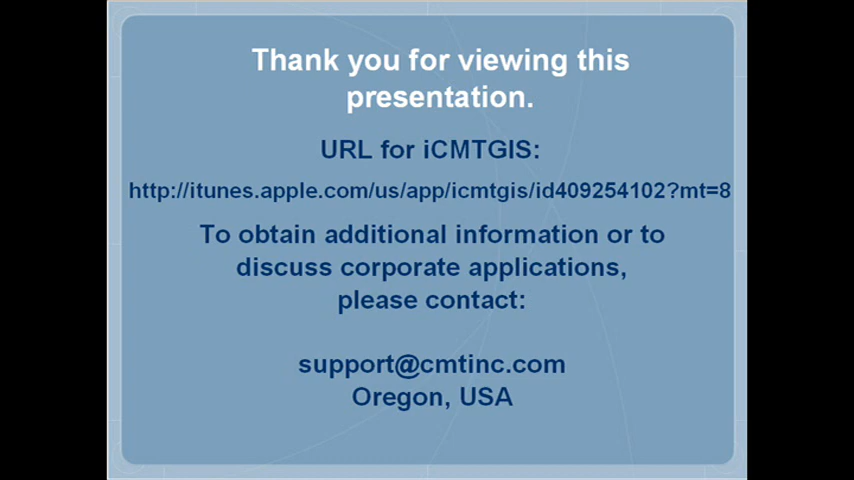 Thank you for viewing this
presentation.
URL for iCMTGIS:
http://itunes.apple.com/us/app/icmtgis/id409254102?mt=8
To obtain additional information or to
discuss corporate applications,
please contact:
support@cmtinc.com
Oregon, USA